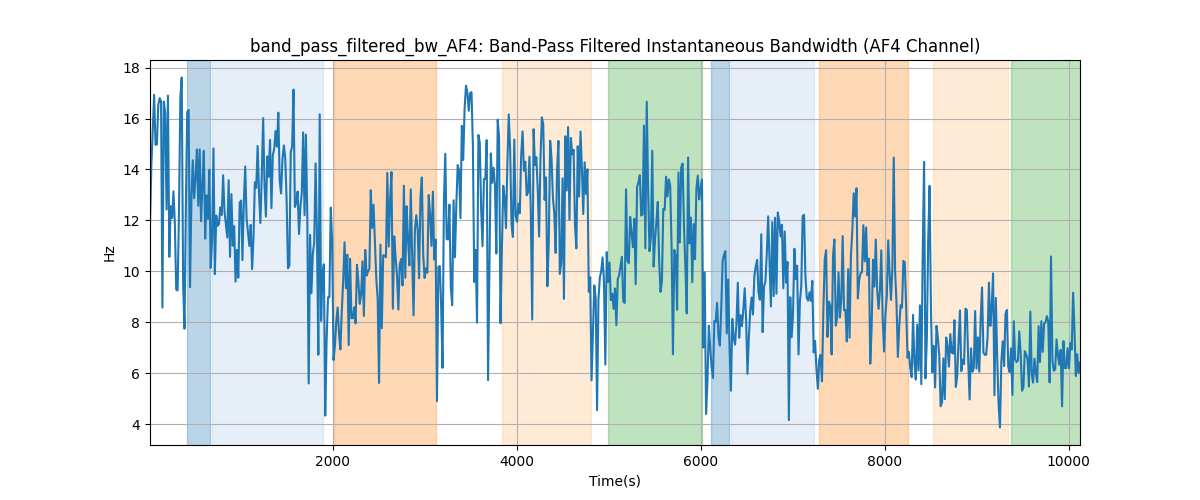 band_pass_filtered_bw_AF4: Band-Pass Filtered Instantaneous Bandwidth (AF4 Channel)
18
16
14
12
10
8
6
4
Hz
2000 4000 6000 8000 10000
Time(s)